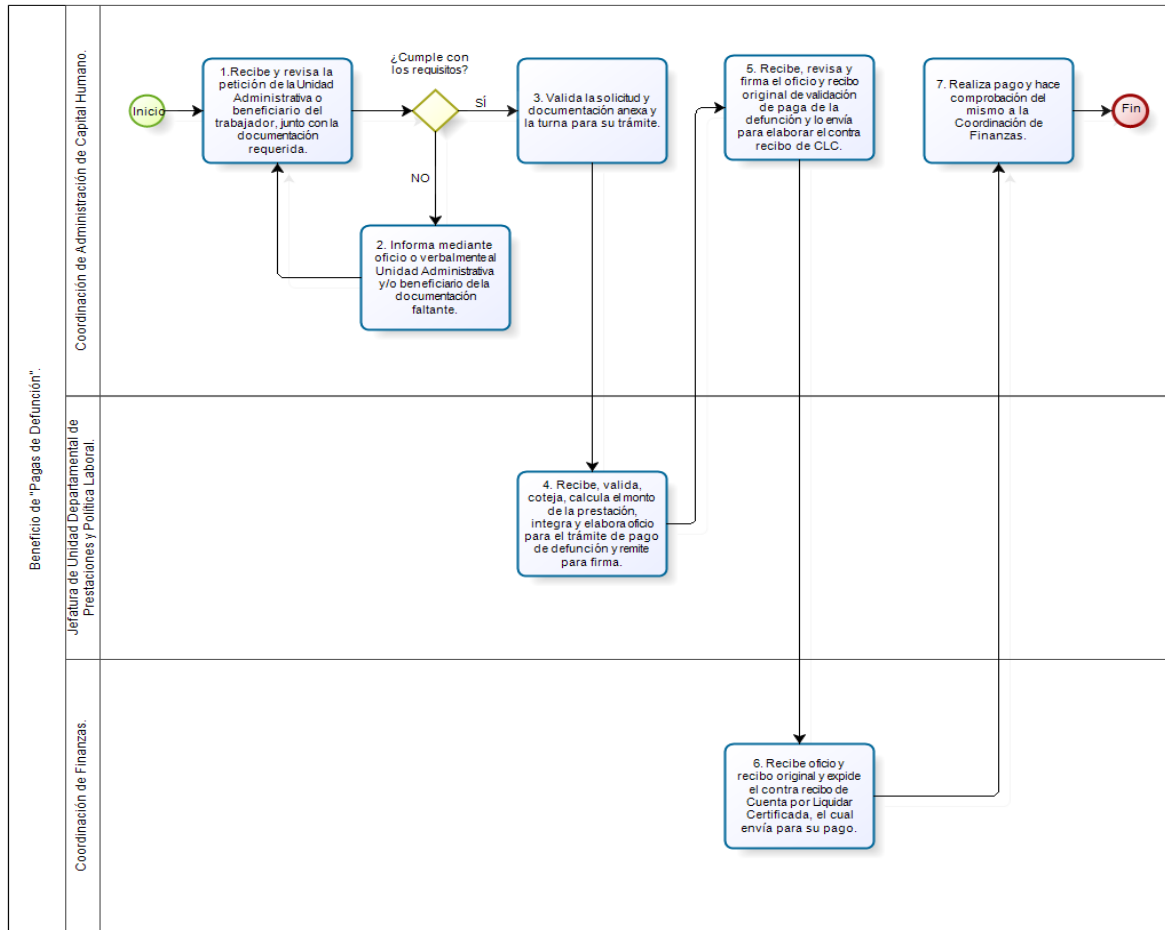 Beneficio de "Pagas de Defunción".
Coordinación de Administración de Capital Humano.
Inicio
1.Recibe y revisa la
petición de la Unidad
Administrativa o
beneficiario del
trabajador, junto con la
documentación
requerida.
¿Cumple con
los requisitos?
SÍ
NO
2. Informa mediante
oficio o verbalmente al
Unidad Administrativa
y/o beneficiario de la
documentación
faltante.
3. Valida la solicitud y
documentación anexa y
la turna para su trámite.
5. Recibe, revisa y
firma el oficio y recibo
original de validación
de paga de la
defunción y lo envía
para elaborar el contra
recibo de CLC.
7. Realiza pago y hace
comprobación del
mismo a la
Coordinación de
Finanzas.
Fin
Jefatura de Unidad Departamental de
Prestaciones y Política Laboral.
4. Recibe, valida,
coteja, calcula el monto
de la prestación,
integra y elabora oficio
para el trámite de pago
de defunción y remite
para firma.
Coordinación de Finanzas.
6. Recibe oficio y
recibo original y expide
el contra recibo de
Cuenta por Liquidar
Certificada, el cual
envía para su pago.